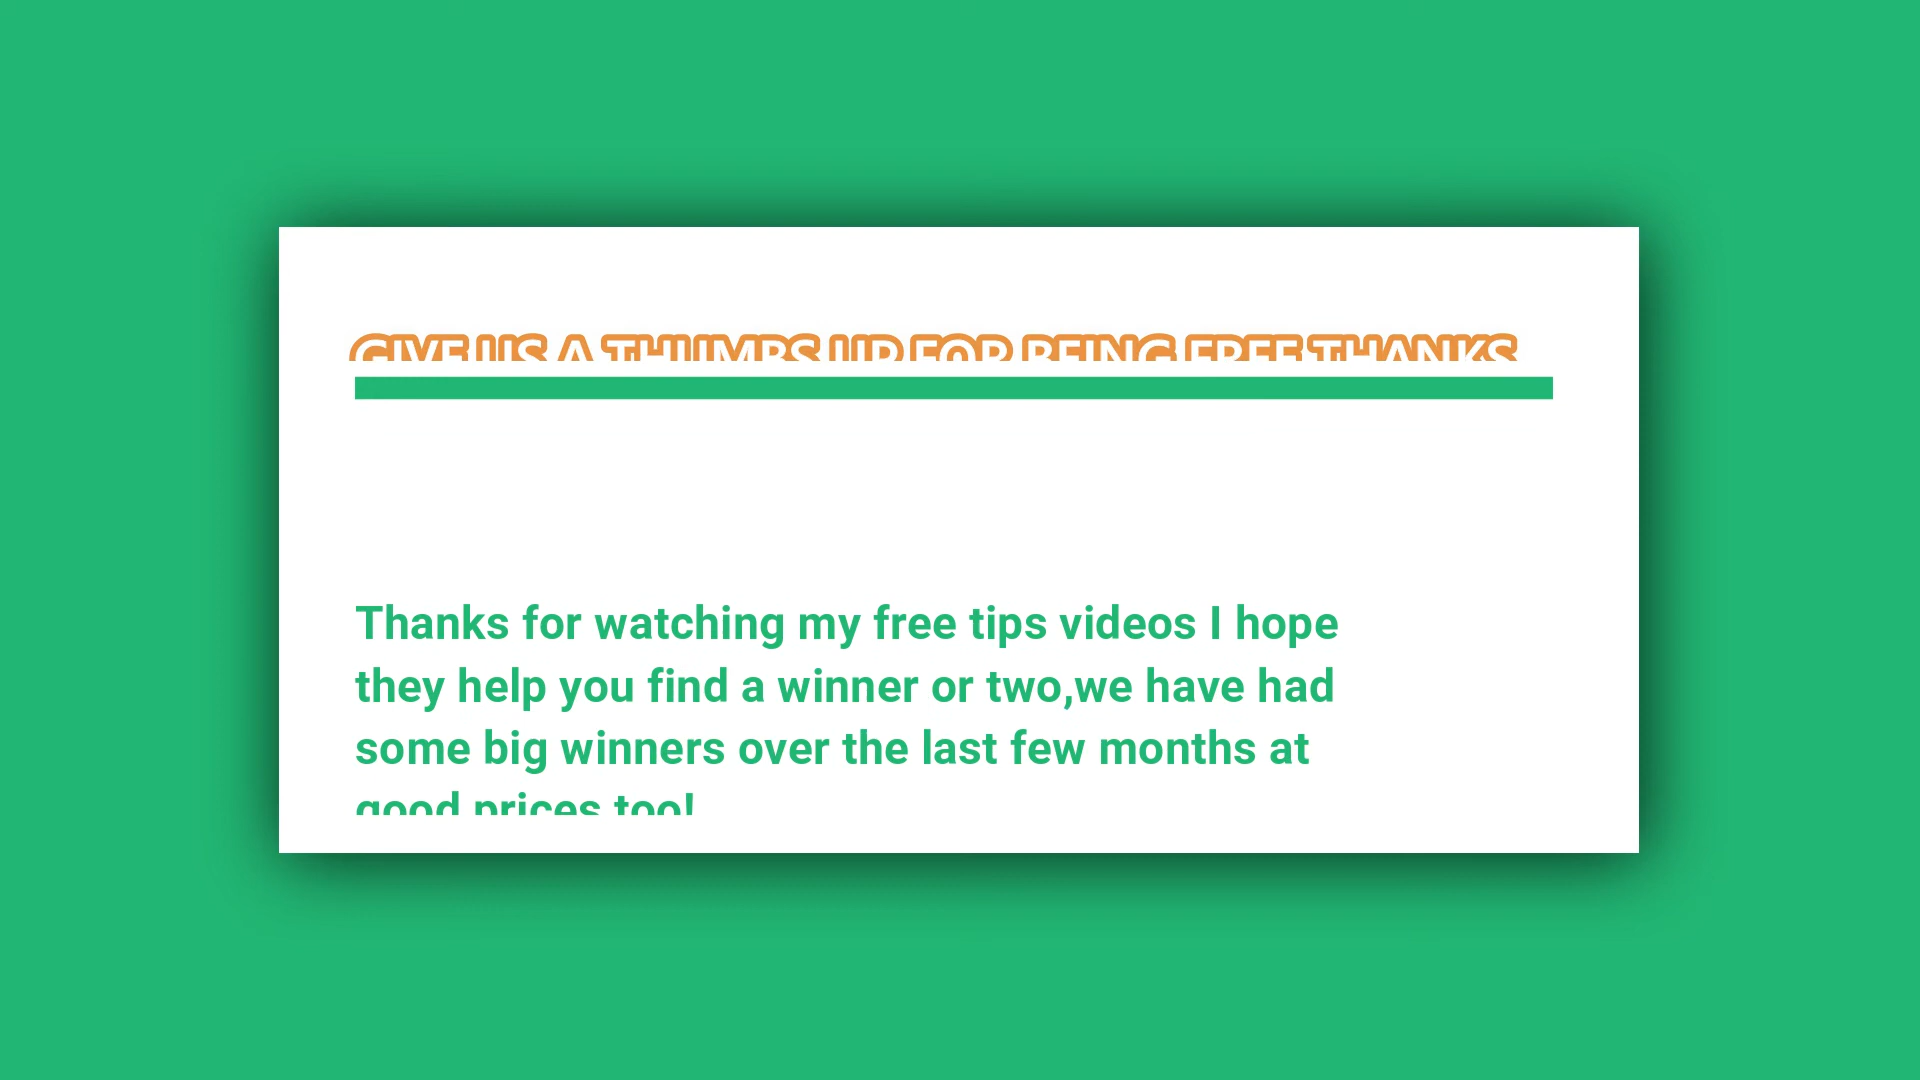 GIVE US A THUMBS UP FOR BEING FREE THANKS
Thanks for watching my free tips videos I hope
they help you find a winner or two,we have had
some big winners over the last few months at
good prices too!